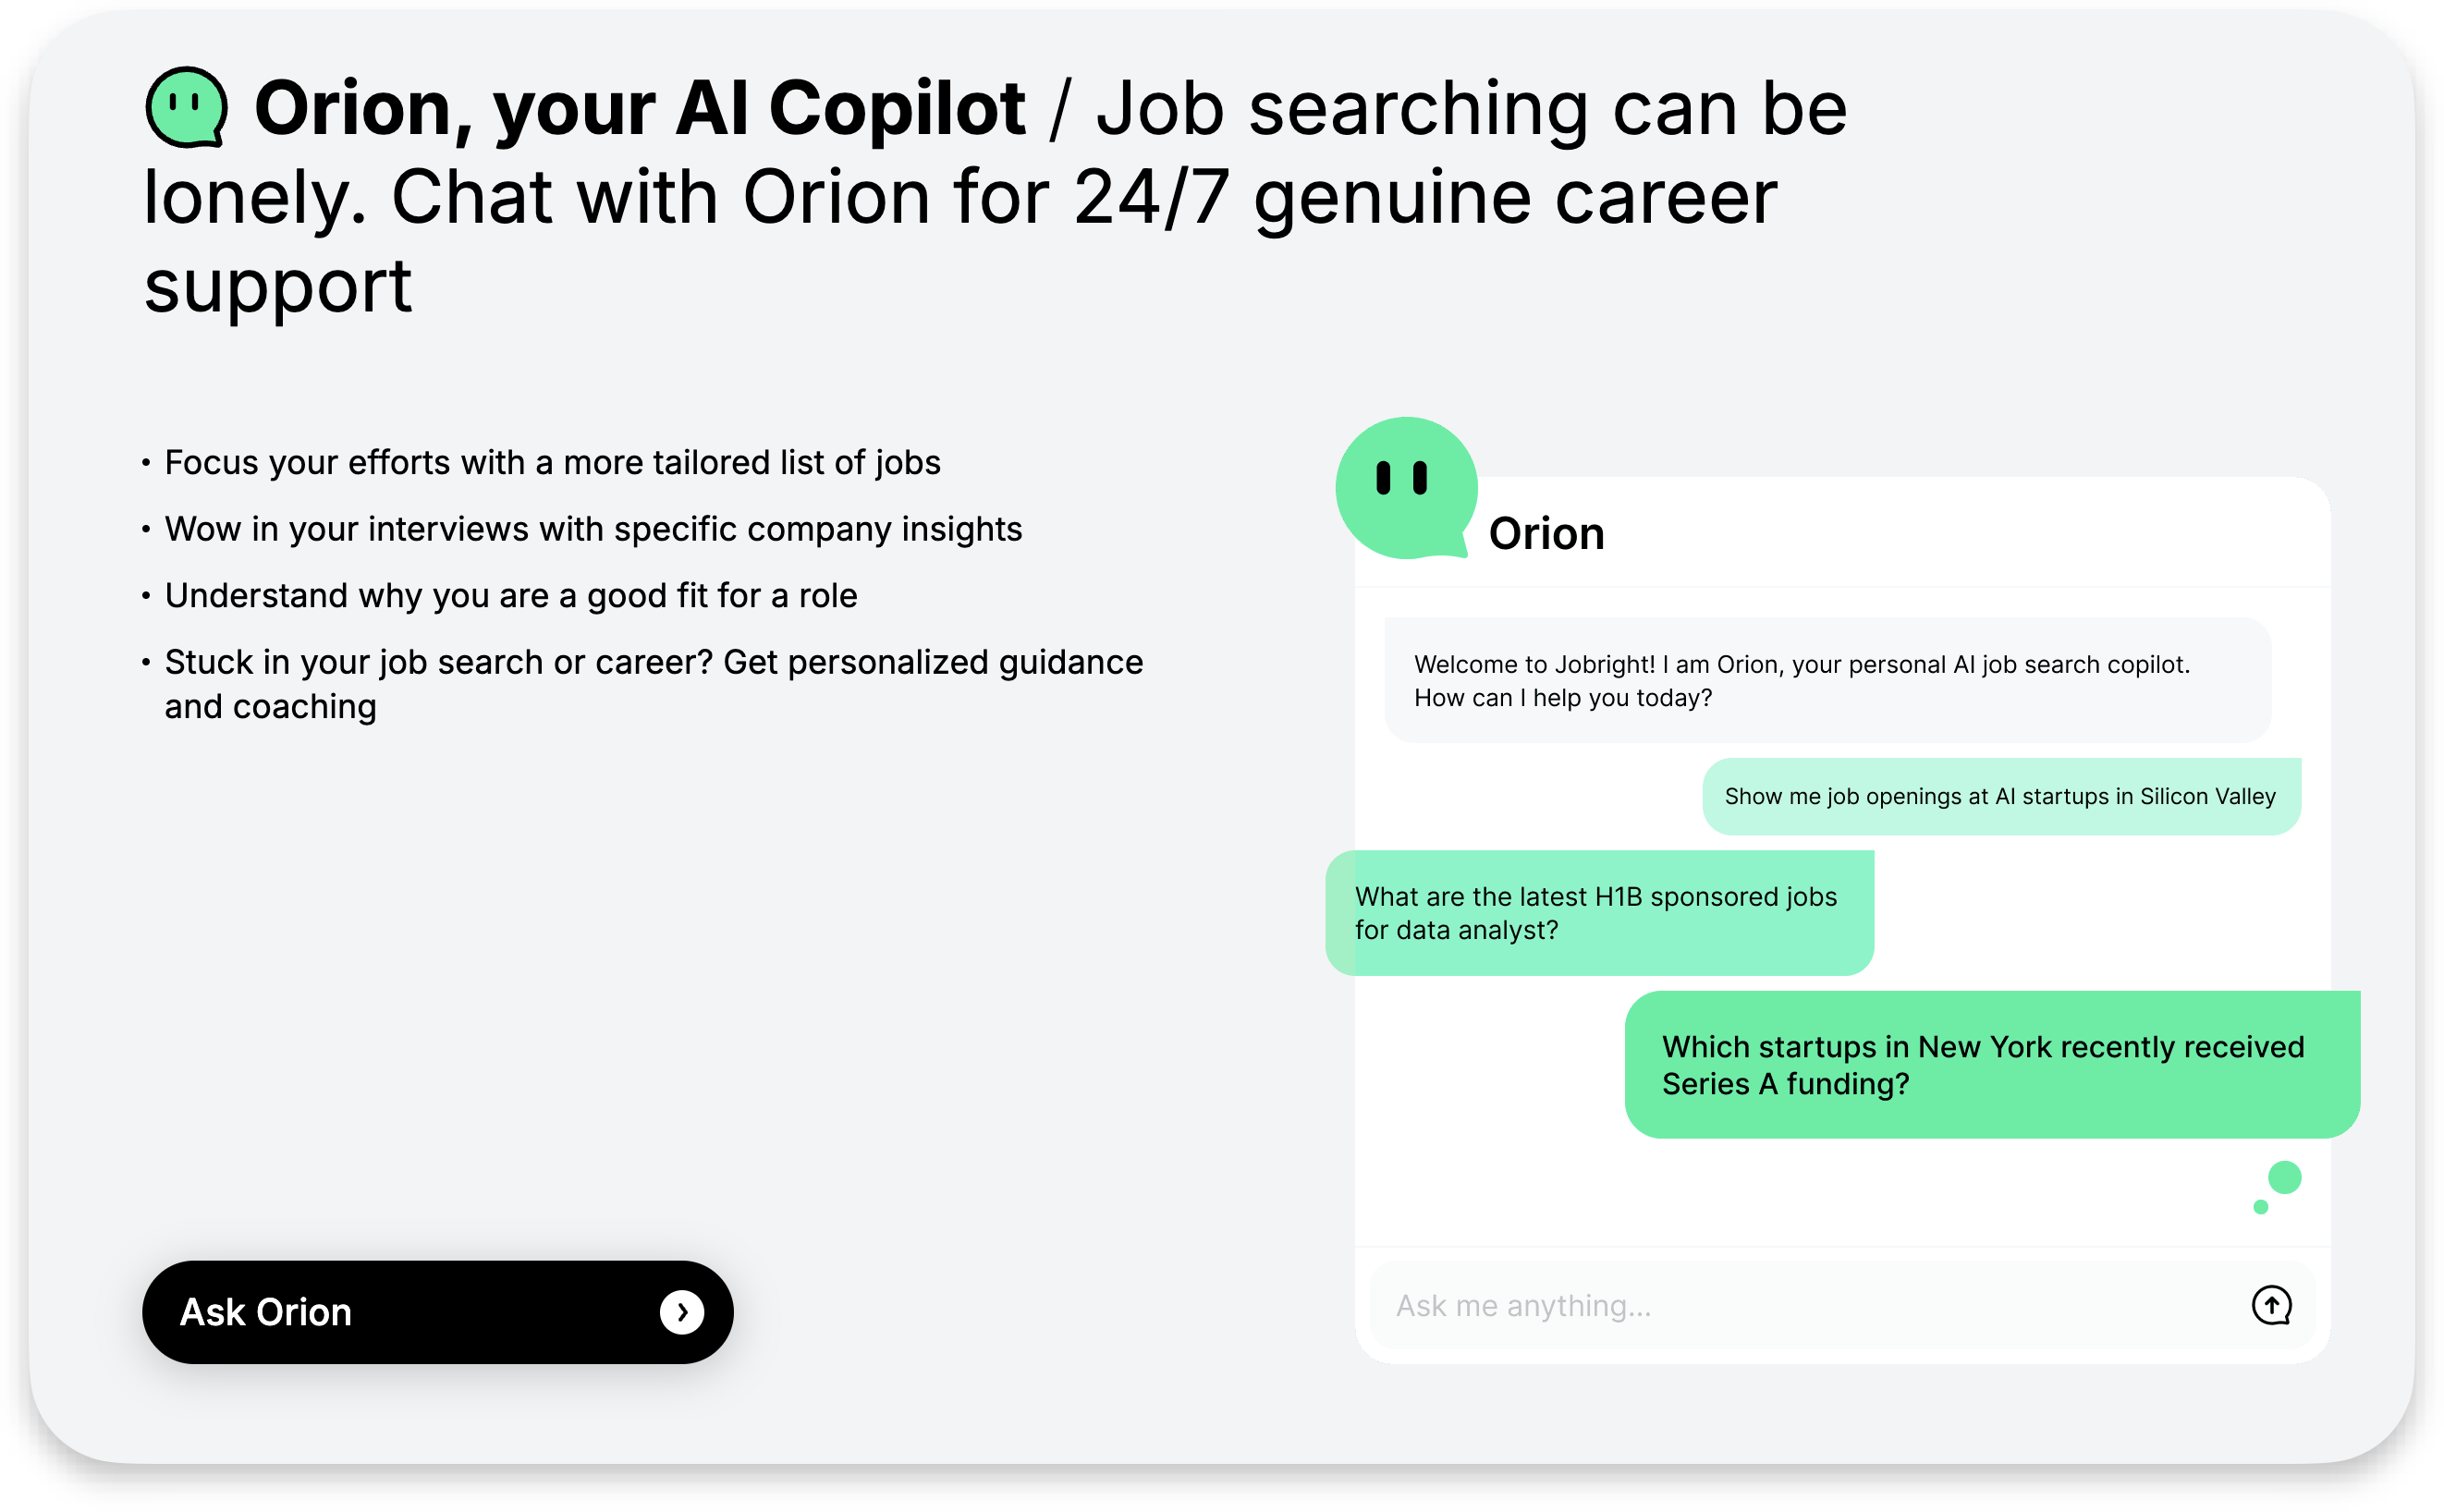 Orion, your AI Copilot / Job searching can be
lonely. Chat with Orion for 24/7 genuine career
support
• Focus your efforts with a more tailored list of jobs
• Wow in your interviews with specific company insights
• Understand why you are a good fit for a role
• Stuck in your job search or career? Get personalized guidance
and coaching
Ask Orion
Orion
Welcome to Jobright! I am Orion, your personal AI job search copilot.
How can I help you today?
Show me job openings at AI startups in Silicon Valley
What are the latest H1B sponsored jobs
for data analyst?
Which startups in New York recently received
Series A funding?
Ask me anything...